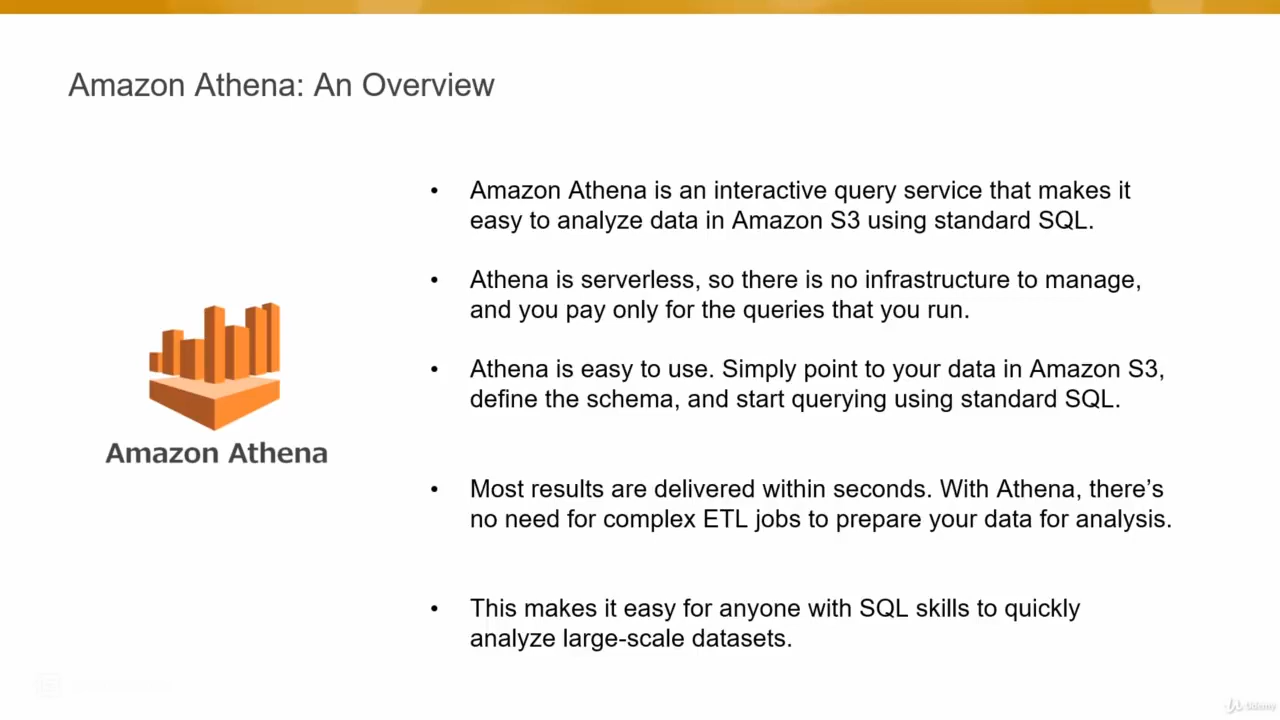 Amazon Athena: An Overview
• Amazon Athena is an interactive query service that makes it
easy to analyze data in Amazon S3 using standard SQL.
• Athena is serverless, so there is no infrastructure to manage,
and you pay only for the queries that you run.
• Athena is easy to use. Simply point to your data in Amazon S3,
define the schema, and start querying using standard SQL.
Amazon Athena
• Most results are delivered within seconds. With Athena, there’s
no need for complex ETL jobs to prepare your data for analysis.
• This makes it easy for anyone with SQL skills to quickly
analyze large-scale datasets.
Udemy